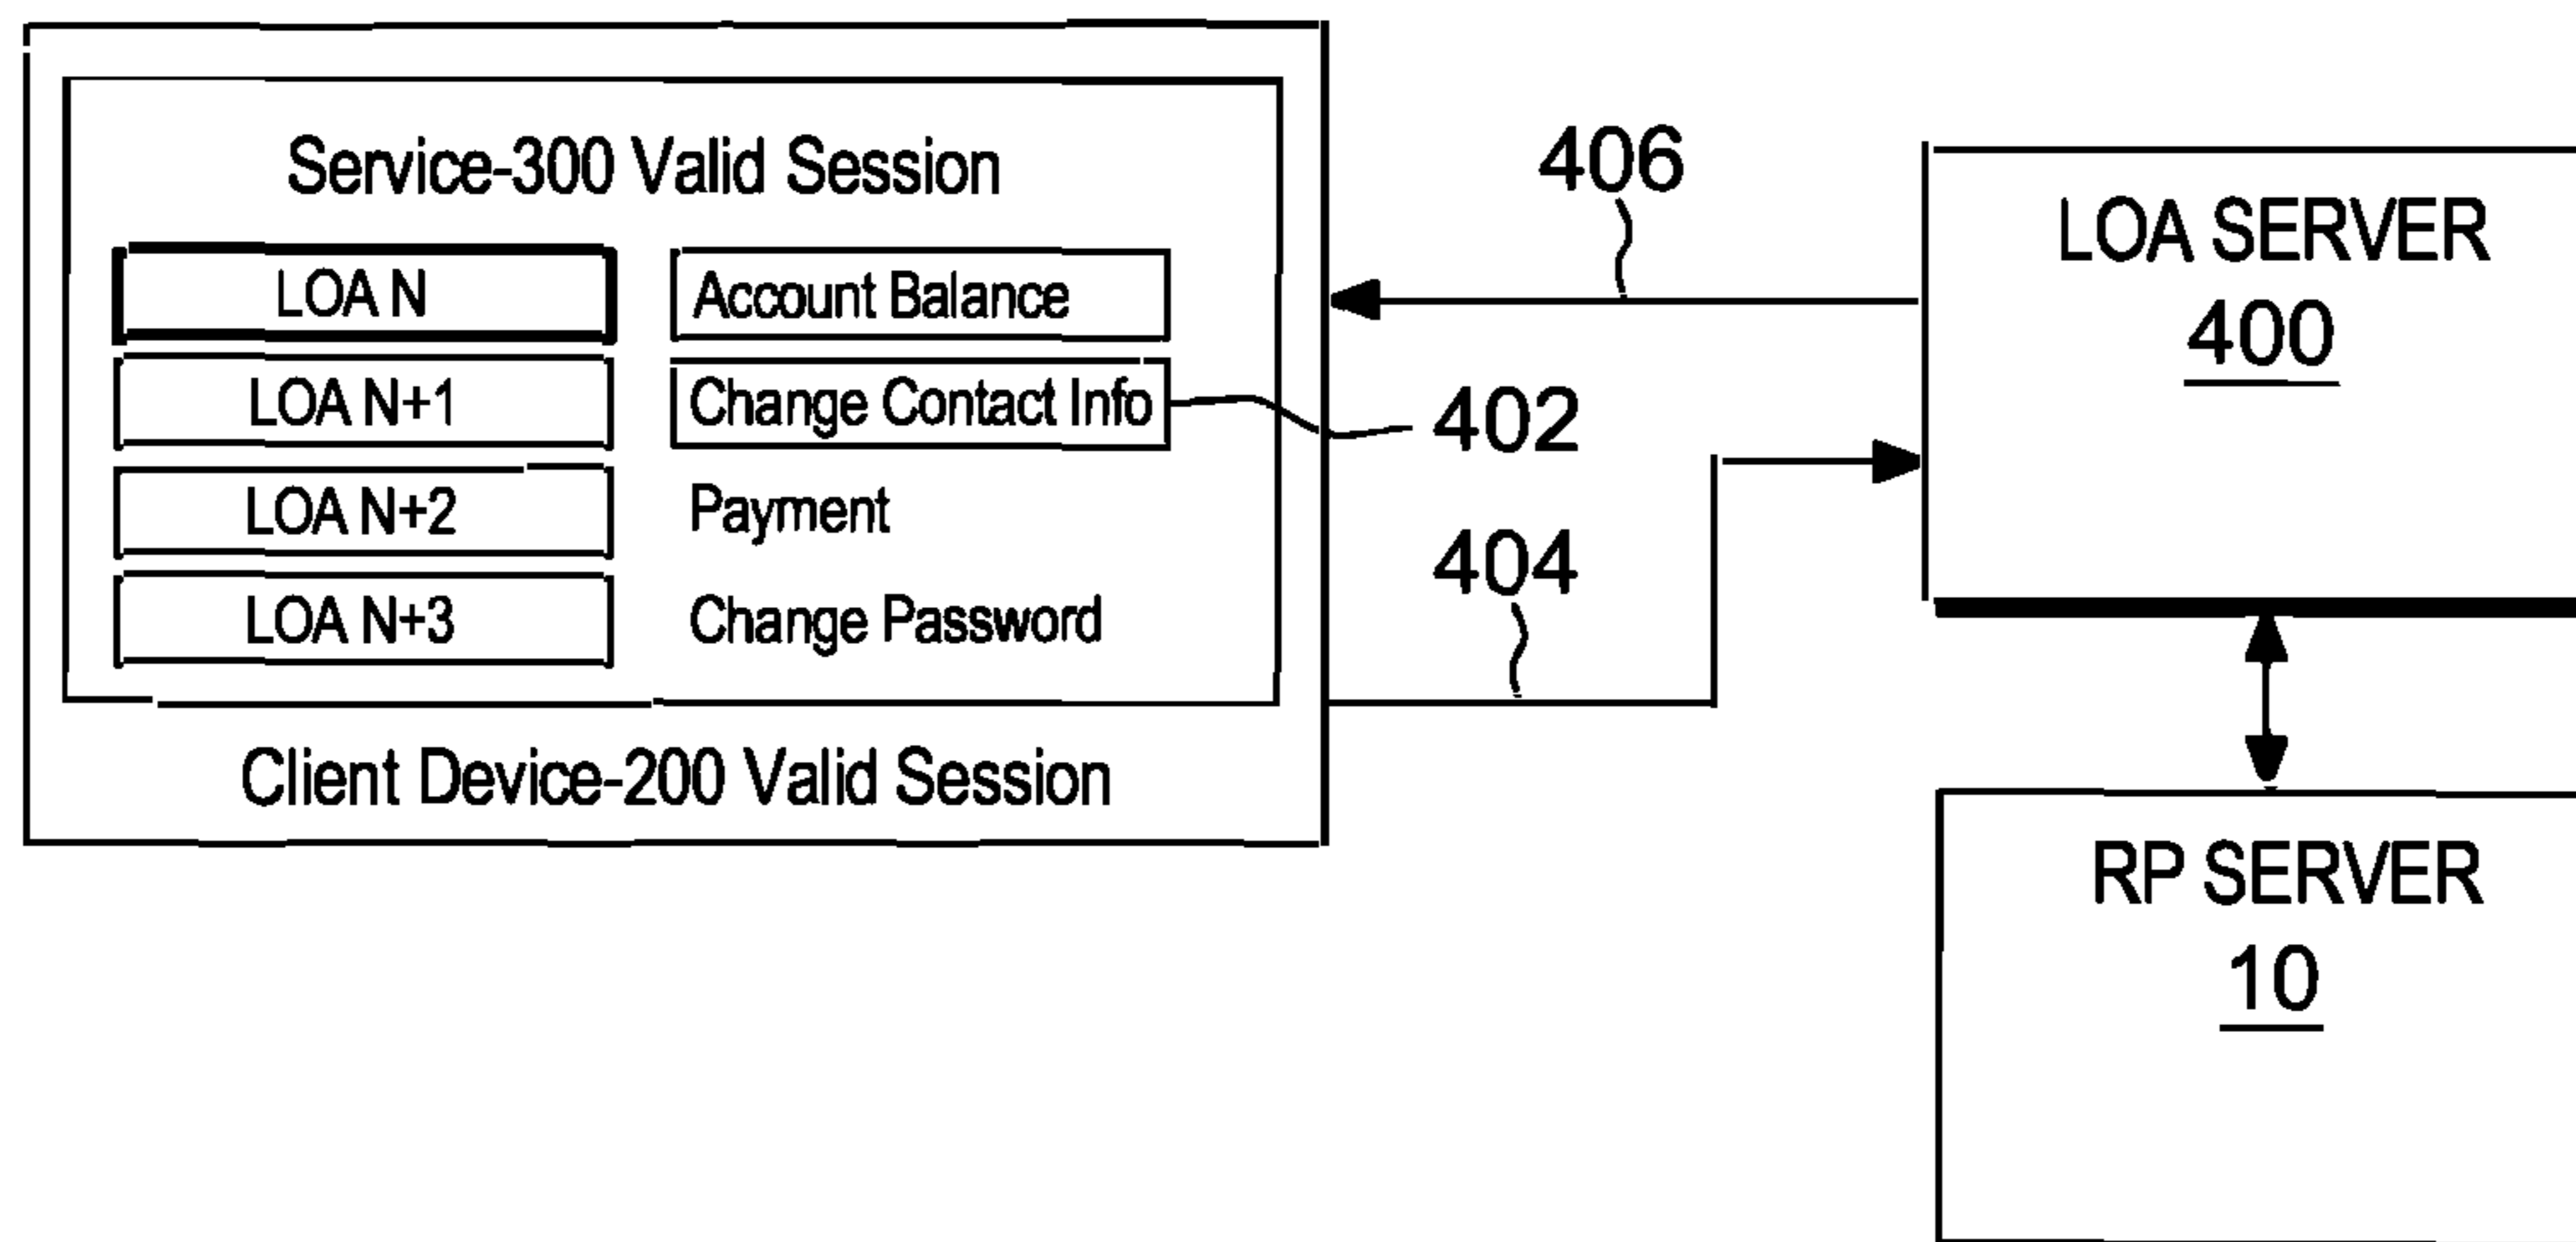 Service-300 Valid Session
LOA N
Account Balance
LOA N+1
Change Contact Info
LOA N+2
Payment
LOA N+3
Change Password
Client Device-200 Valid Session
406
402
404
LOA SERVER
400
RP SERVER
10